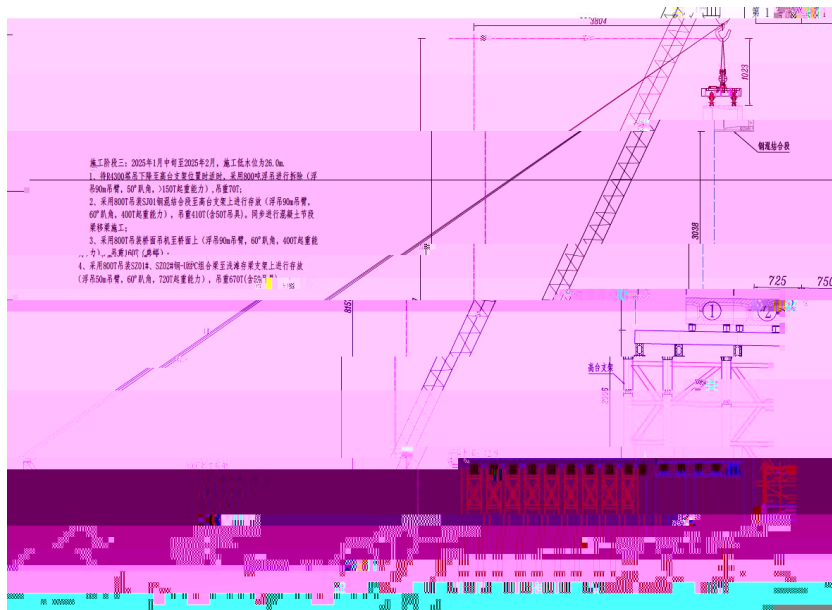 第 1
3804
1023
钢混结合段
施工阶段三：2025年1月中旬至2025年2月，施工低水位为26.0m。
1、待R4300塔吊下降至高台支架位置附近时，采用800吨浮吊进行拆除（浮
吊90m吊臂，50°趴角，>150T起重能力），吊重70T；
2、采用800T吊装SJ01钢混结合段至高台支架上进行存放（浮吊90m吊臂，
60°趴角，400T起重能力），吊重410T（含50T吊具），同步进行混凝土节段
梁移梁施工；
3、采用800T吊装桥面吊机至桥面上（浮吊90m吊臂，60°趴角，400T起重能
力），吊重160T
4、采用800T吊装SZ01#、SZ02#钢-UHPC组合梁至浅滩存梁支架上进行存放
（浮吊50m吊臂，60°趴角，720T起重能力），吊重670T
3038
725 750
① ②
高台支架